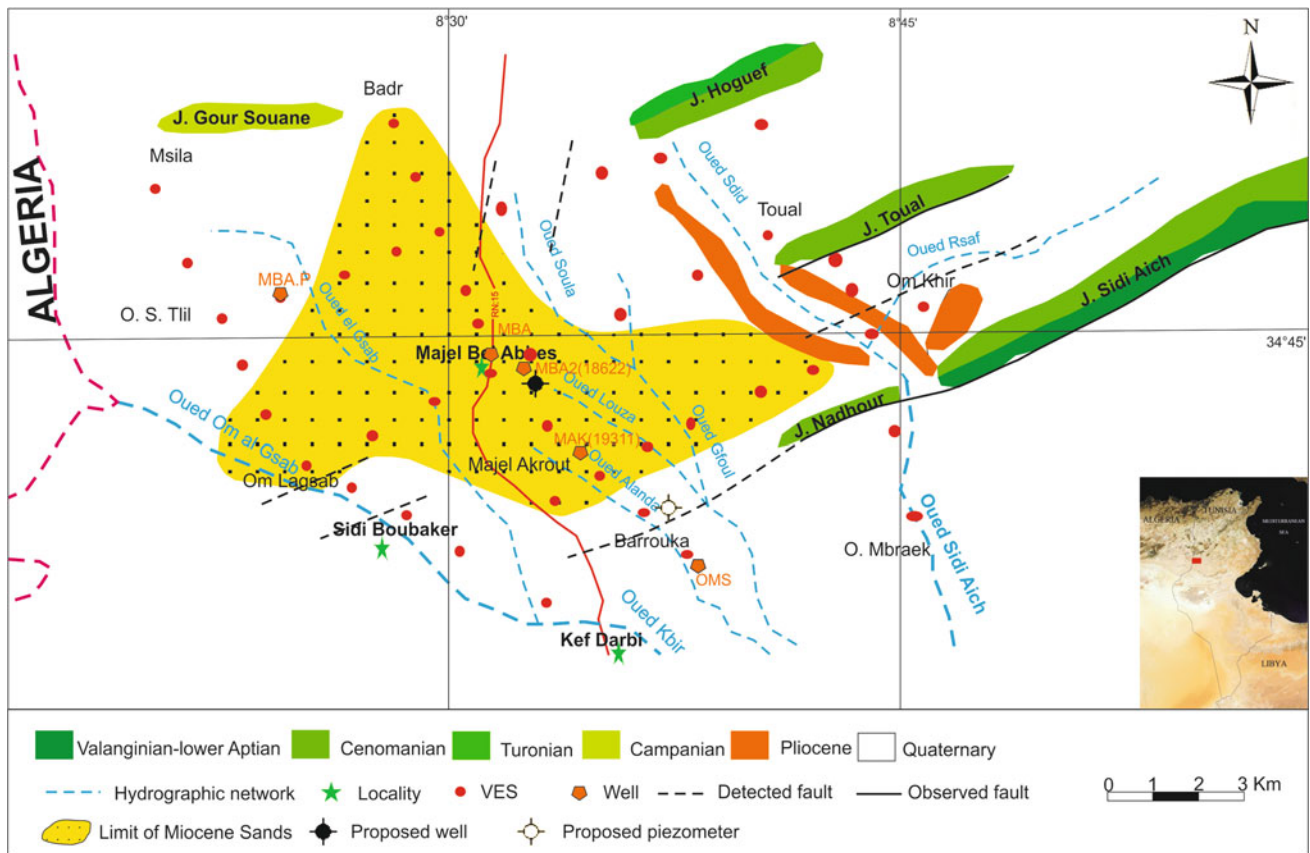 8°30'
8°45'
N
Badr
J. Hoguef
J. Gour Souane
Msila
Oued Sdid
ALGERIA
Toual
J. Toual
Oued Soula
Oued Rsaf
MBA.P
Om Khir
J. Sidi Aich
O. S. Tlil
Oued el Gsab
RN:15
MBA
34°45'
Majel Bel Abbes
MBA2(18622)
Oued Louza
Oued Om al Gsab
J. Nadhour
MAK(19311)
Oued Gfoul
Majel Akrout
Oued Alanda
Om Lagsab
Sidi Boubaker
Barrouka
O. Mbraek
OMS
Oued Sidi Aich
Oued Kbir
Kef Darbi
ALGERIA
TUNISIA
MEDITERRANEAN
SEA
LIBYA
Valanginian-lower Aptian
Cenomanian
Turonian
Campanian
Pliocene
Quaternary
Hydrographic network
Locality
VES
Well
Detected fault
Observed fault
0 1 2 3 Km
Limit of Miocene Sands
Proposed well
Proposed piezometer